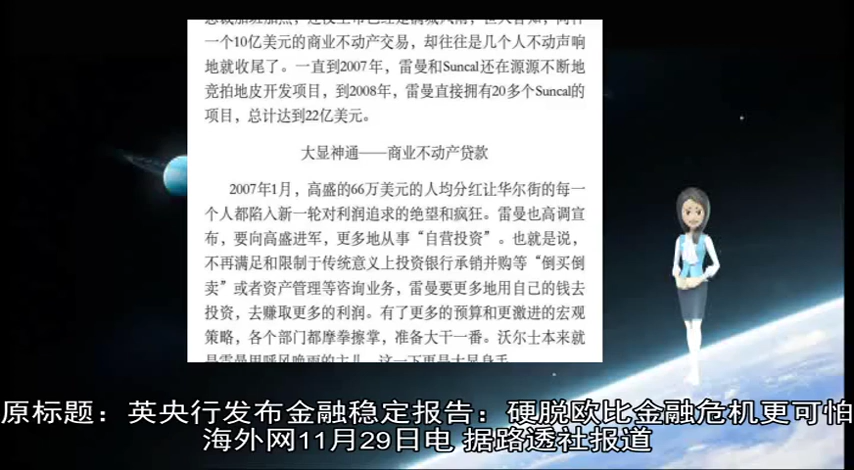 一个10亿美元的商业不动产交易，却往往是几个人不动声响
地就收尾了。一直到2007年，雷曼和Suncal还在源源不断地
竞拍地皮开发项目，到2008年，雷曼直接拥有20多个Suncal的
项目，总计达到22亿美元。
大显神通——商业不动产贷款
2007年1月，高盛的66万美元的人均分红让华尔街的每一
个人都陷入新一轮对利润追求的绝望和疯狂。雷曼也高调宣
布，要向高盛进军，更多地从事“自营投资”。也就是说，
不再满足和限制于传统意义上投资银行承销并购等“倒买倒
卖”或者资产管理等咨询业务，雷曼要更多地用自己的钱去
投资，去赚取更多的利润。有了更多的预算和更激进的宏观
策略，各个部门都摩拳擦掌，准备大干一番。沃尔士本来就
这一下更是大显身手。
原标题：英央行发布金融稳定报告：硬脱欧比金融危机更可怕
海外网11月29日电 据路透社报道